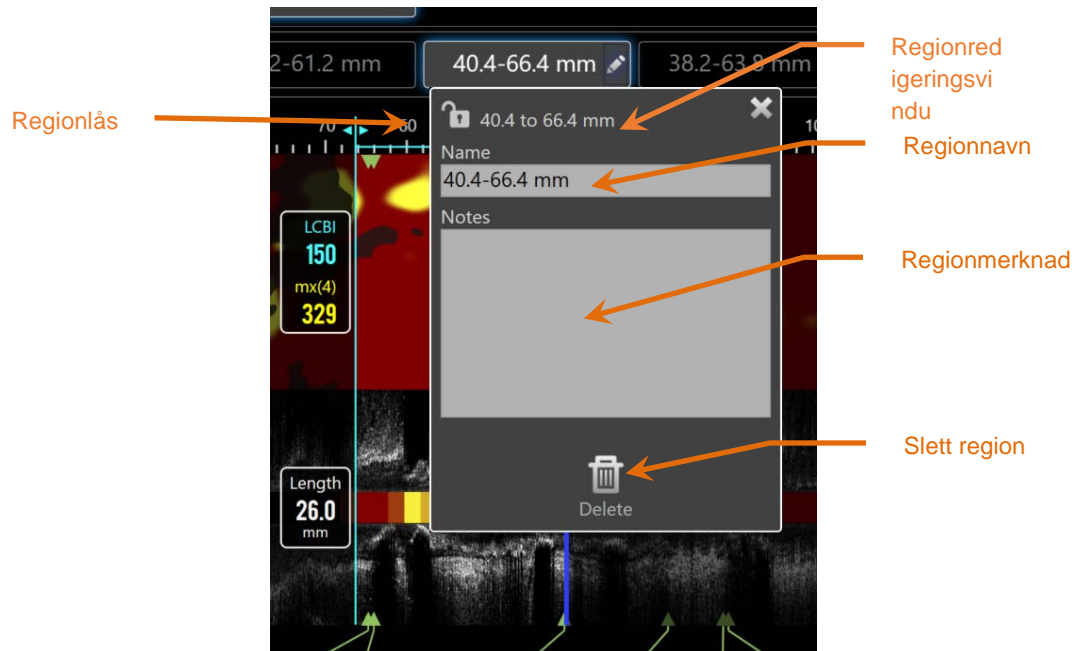 2-61.2 mm
40.4-66.4 mm
38.2-63.8 mm
Regionred
igeringsvi
ndu
Regionlås
70
60
10
40.4 to 66.4 mm
Name
Regionnavn
40.4-66.4 mm
Notes
LCBI
150
mx(4)
329
Regionmerknad
Slett region
Length
26.0
mm
Delete